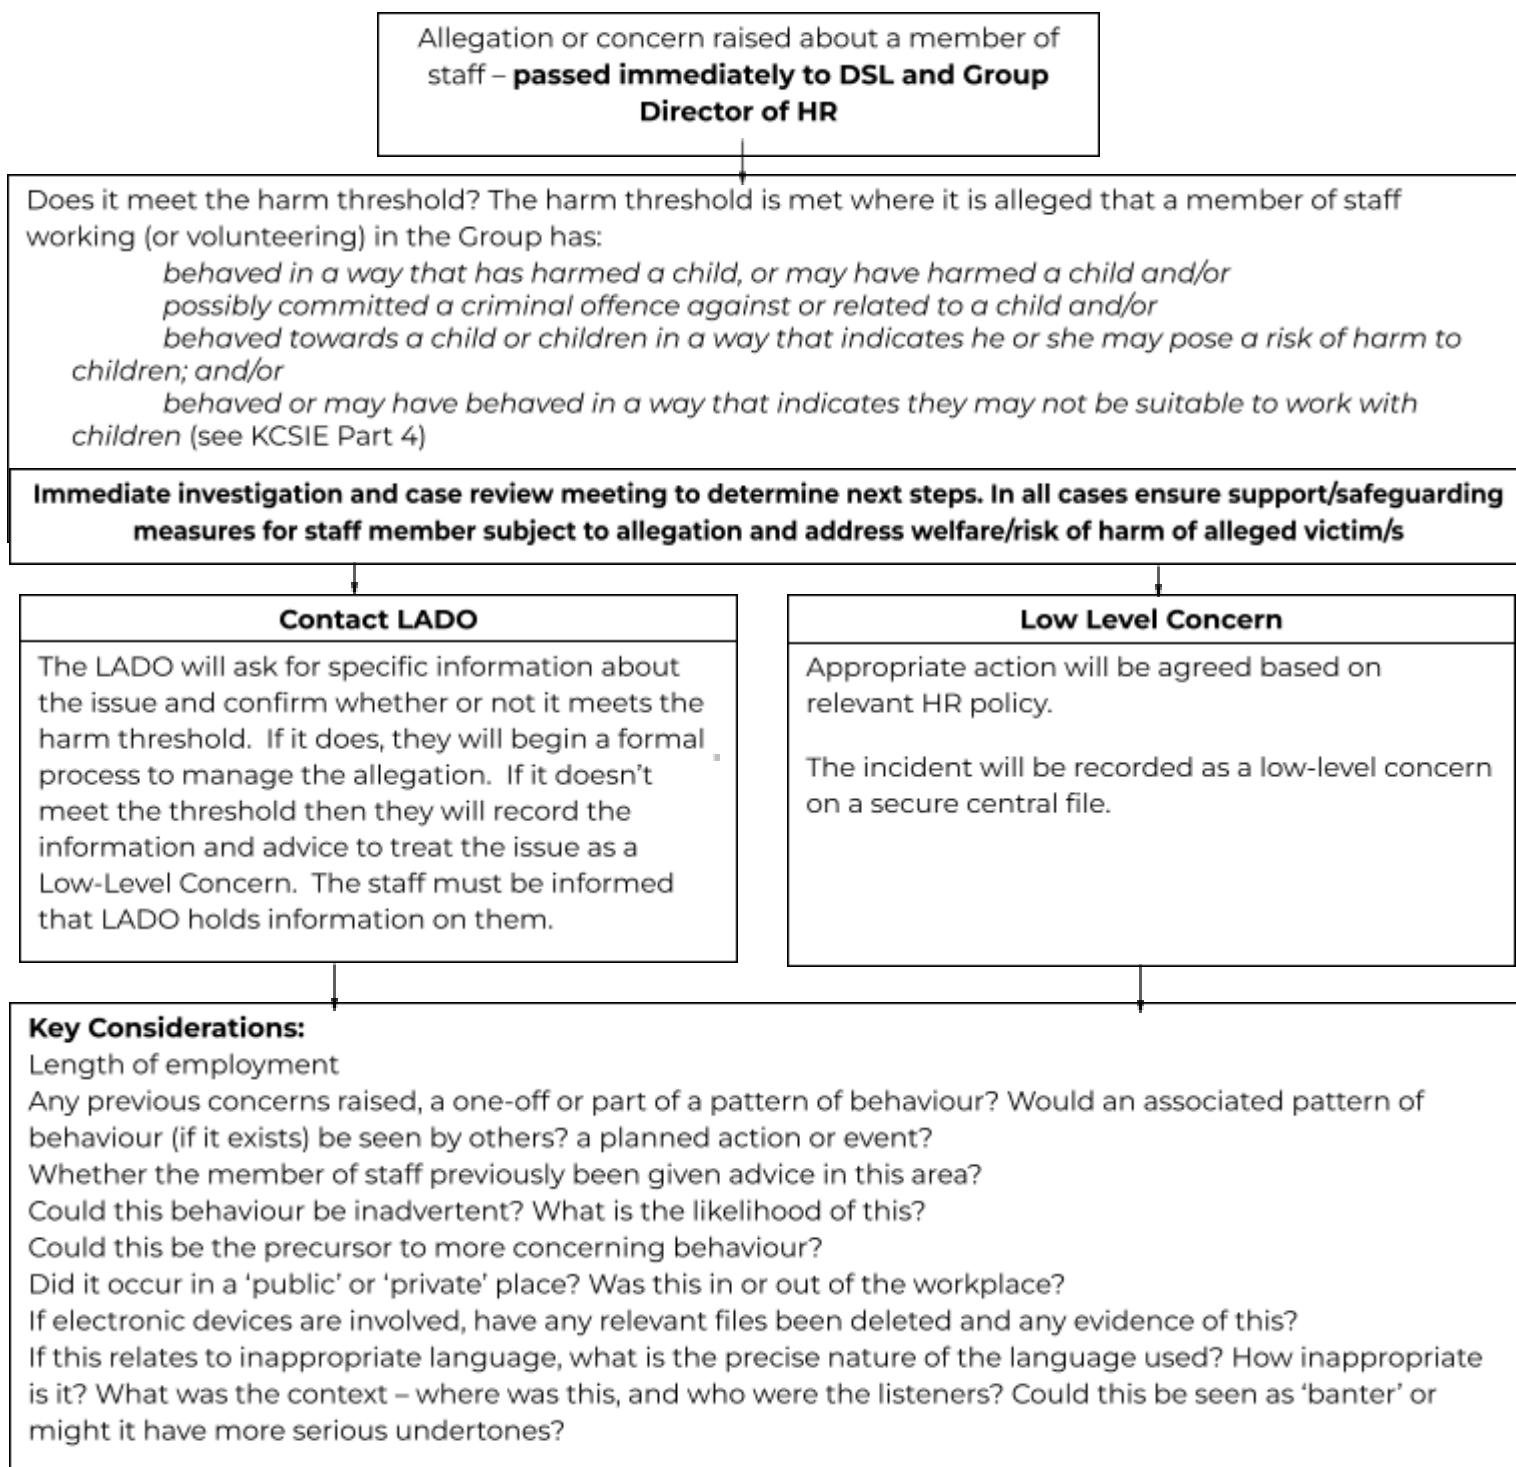 Allegation or concern raised about a member of
staff – passed immediately to DSL and Group
Director of HR
Does it meet the harm threshold? The harm threshold is met where it is alleged that a member of staff
working (or volunteering) in the Group has:
behaved in a way that has harmed a child, or may have harmed a child and/or
possibly committed a criminal offence against or related to a child and/or
behaved towards a child or children in a way that indicates he or she may pose a risk of harm to
children; and/or
behaved or may have behaved in a way that indicates they may not be suitable to work with
children (see KCSIE Part 4)
Immediate investigation and case review meeting to determine next steps. In all cases ensure support/safeguarding
measures for staff member subject to allegation and address welfare/risk of harm of alleged victim/s
Contact LADO
The LADO will ask for specific information about
the issue and confirm whether or not it meets the
harm threshold.  If it does, they will begin a formal
process to manage the allegation.  If it doesn't
meet the threshold then they will record the
information and advice to treat the issue as a
Low-Level Concern.  The staff must be informed
that LADO holds information on them.
Low Level Concern
Appropriate action will be agreed based on
relevant HR policy.
The incident will be recorded as a low-level concern
on a secure central file.
Key Considerations:
Length of employment
Any previous concerns raised, a one-off or part of a pattern of behaviour? Would an associated pattern of
behaviour (if it exists) be seen by others? a planned action or event?
Whether the member of staff previously been given advice in this area?
Could this behaviour be inadvertent? What is the likelihood of this?
Could this be the precursor to more concerning behaviour?
Did it occur in a 'public' or 'private' place? Was this in or out of the workplace?
If electronic devices are involved, have any relevant files been deleted and any evidence of this?
If this relates to inappropriate language, what is the precise nature of the language used? How inappropriate
is it? What was the context – where was this, and who were the listeners? Could this be seen as 'banter' or
might it have more serious undertones?